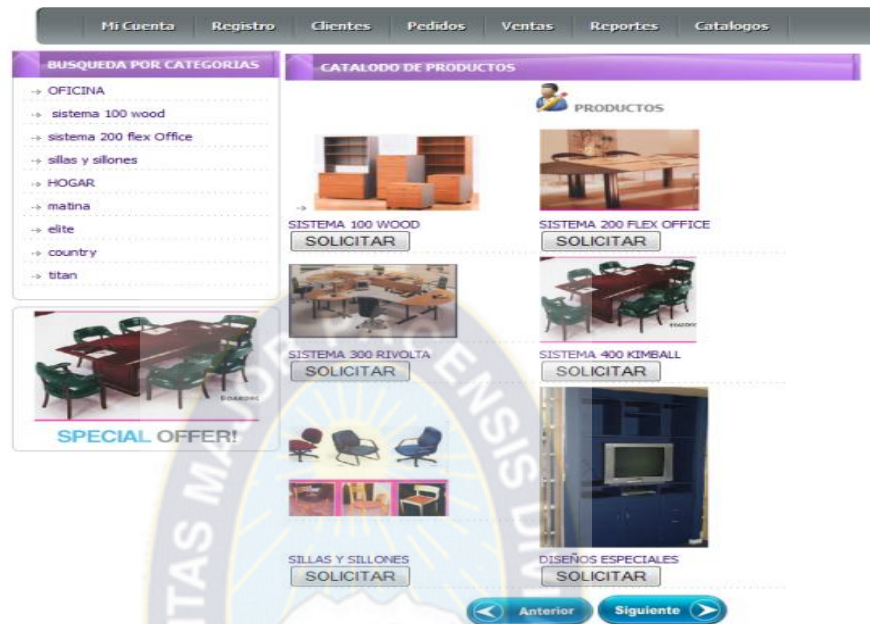 Mi Cuenta Registro Clientes Pedidos Ventas Reportes Catalogos
BUSQUEDA POR CATEGORIAS
OFICINA
sistema 100 wood
sistema 200 flex Office
sillas y sillones
HOGAR
matina
elite
country
titan
SPECIAL OFFER!
CATALODO DE PRODUCTOS
PRODUCTOS
SISTEMA 100 WOOD
SOLICITAR
SISTEMA 200 FLEX OFFICE
SOLICITAR
SISTEMA 300 RIVOLTA
SOLICITAR
SISTEMA 400 KIMBALL
SOLICITAR
SILLAS Y SILLONES
SOLICITAR
DISEÑOS ESPECIALES
SOLICITAR
Anterior Siguiente